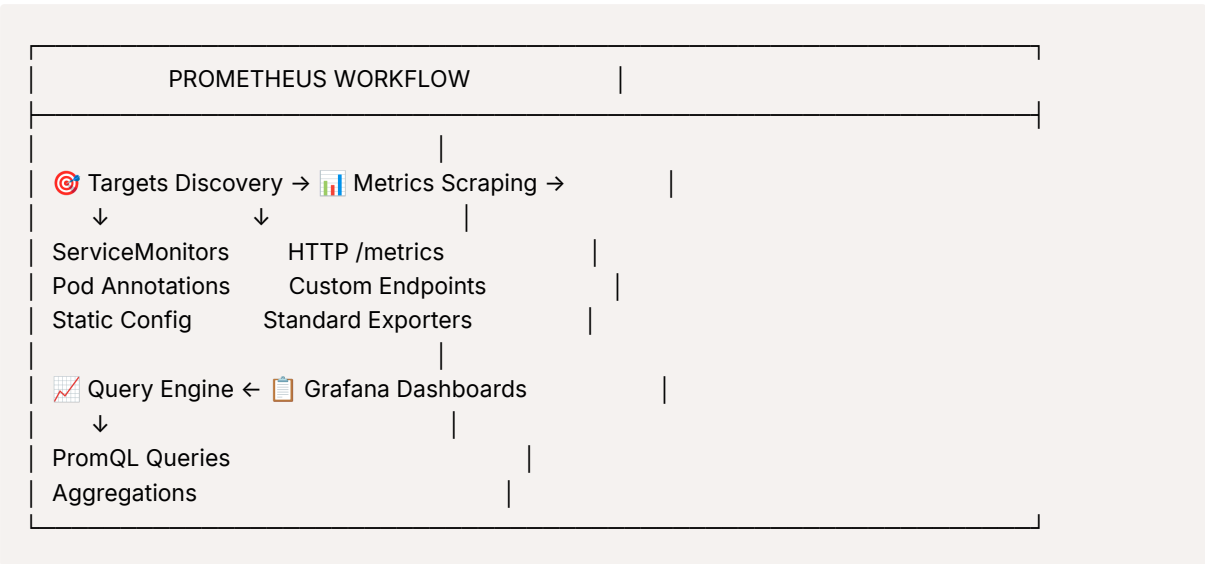 PROMETHEUS WORKFLOW
🎯 Targets Discovery → 📊 Metrics Scraping →
↓ ↓
ServiceMonitors HTTP /metrics
Pod Annotations Custom Endpoints
Static Config Standard Exporters
📈 Query Engine ← 📋 Grafana Dashboards
↓
PromQL Queries
Aggregations